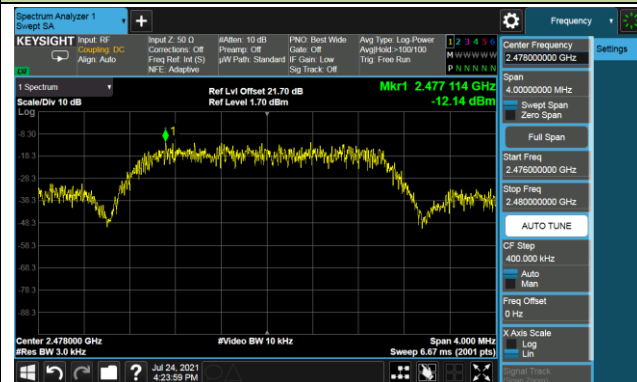 Spectrum Analyzer 1
Swept SA
Frequency
KEYSIGHT Input: RF
Coupling: DC
Align: Auto
Input Z: 50 Ω
Corrections: Off
Freq Ref: Int (S)
NFE: Adaptive
#Atten: 10 dB
Preamp: Off
µW Path: Standard
PNO: Best Wide
Gate: Off
IF Gain: Low
Sig Track: Off
Avg Type: Log-Power
Avg|Hold:>100/100
Trig: Free Run
1 2 3 4 5 6
M W W W W W
P N N N N N
LXI
1 Spectrum
Scale/Div 10 dB
Ref Lvl Offset 21.70 dB
Ref Level 1.70 dBm
Mkr1 2.477 114 GHz
-12.14 dBm
Log
-8.30
-18.3
-28.3
-38.3
-48.3
-58.3
-68.3
-78.3
-88.3
1
Center 2.478000 GHz
#Res BW 3.0 kHz
#Video BW 10 kHz
Span 4.000 MHz
Sweep 6.67 ms (2001 pts)
Jul 24, 2021
4:23:59 PM
Center Frequency
2.478000000 GHz
Span
4.00000000 MHz
Swept Span
Zero Span
Full Span
Start Freq
2.476000000 GHz
Stop Freq
2.480000000 GHz
AUTO TUNE
CF Step
400.000 kHz
Auto
Man
Freq Offset
0 Hz
X Axis Scale
Log
Lin
Signal Track
Settings